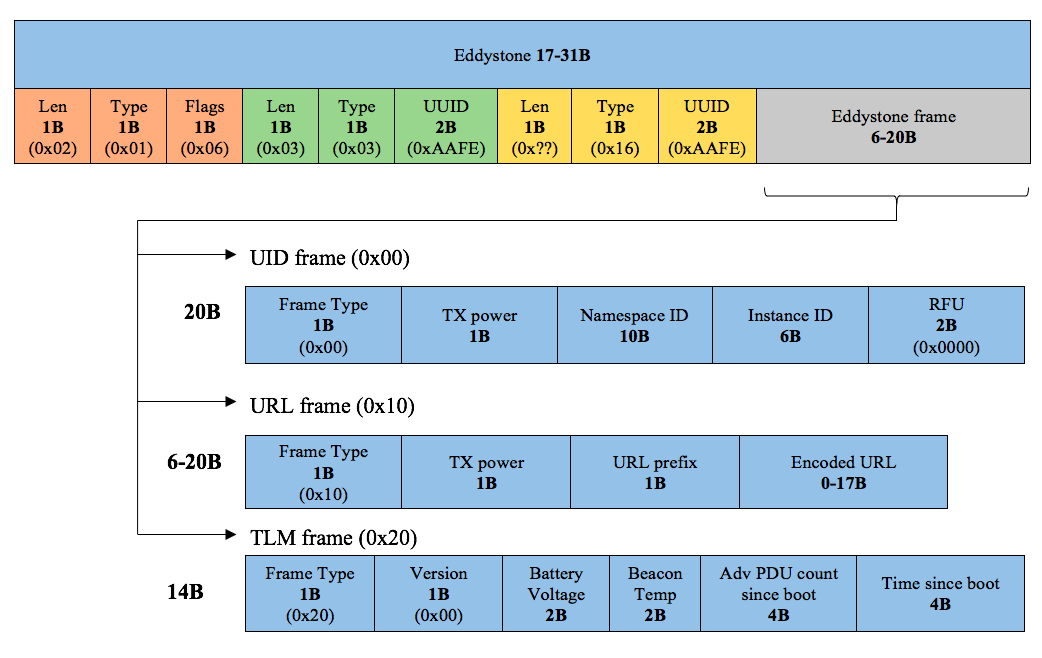 Eddystone 17-31B
Len Type Flags Len Type UUID Len Type UUID Eddystone frame
1B 1B 1B 1B 1B 2B 1B 1B 2B 6-20B
(0x02) (0x01) (0x06) (0x03) (0x03) (0xAAFE) (0x??) (0x16) (0xAAFE)
UID frame (0x00)
20B
Frame Type TX power Namespace ID Instance ID RFU
1B 1B 10B 6B 2B
(0x00) (0x0000)
URL frame (0x10)
6-20B
Frame Type TX power URL prefix Encoded URL
1B 1B 1B 0-17B
(0x10)
TLM frame (0x20)
14B
Frame Type Version Battery Beacon Adv PDU count Time since boot
1B 1B Voltage Temp since boot 4B
(0x20) (0x00) 2B 2B 4B